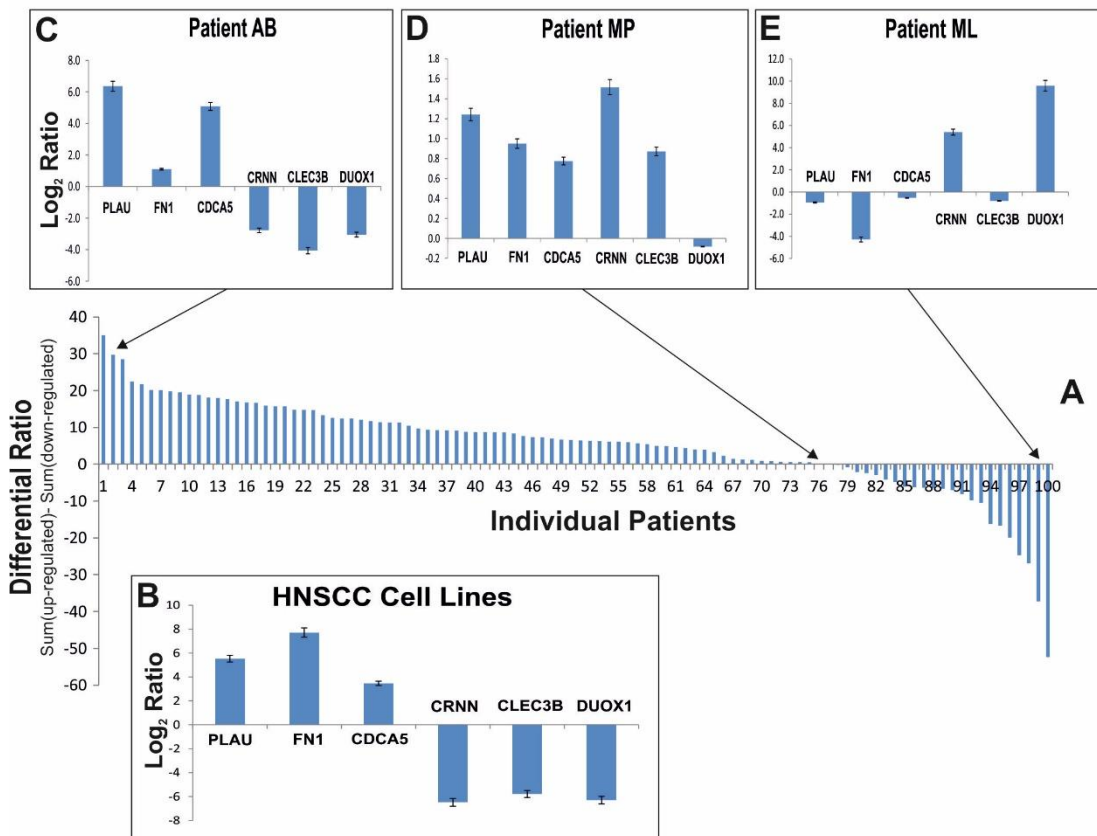 C
Patient AB
Log₂ Ratio
8.0
6.0
4.0
2.0
0.0
-2.0
-4.0
-6.0
PLAU FN1 CDCA5 CRNN CLEC3B DUOX1
D
Patient MP
1.8
1.6
1.4
1.2
1.0
0.8
0.6
0.4
0.2
0.0
-0.2
PLAU FN1 CDCA5 CRNN CLEC3B DUOX1
E
Patient ML
12.0
10.0
8.0
6.0
4.0
2.0
0.0
-2.0
-4.0
-6.0
PLAU FN1 CDCA5 CRNN CLEC3B DUOX1
A
Differential Ratio
Sum(up-regulated)- Sum(down-regulated)
40
30
20
10
0
-10
-20
-30
-40
-50
-60
1 4 7 10 13 16 19 22 25 28 31 34 37 40 43 46 49 52 55 58 61 64 67 70 73 76 79 82 85 88 91 94 97 100
Individual Patients
B
HNSCC Cell Lines
Log₂ Ratio
10
8
6
4
2
0
-2
-4
-6
-8
PLAU FN1 CDCA5 CRNN CLEC3B DUOX1